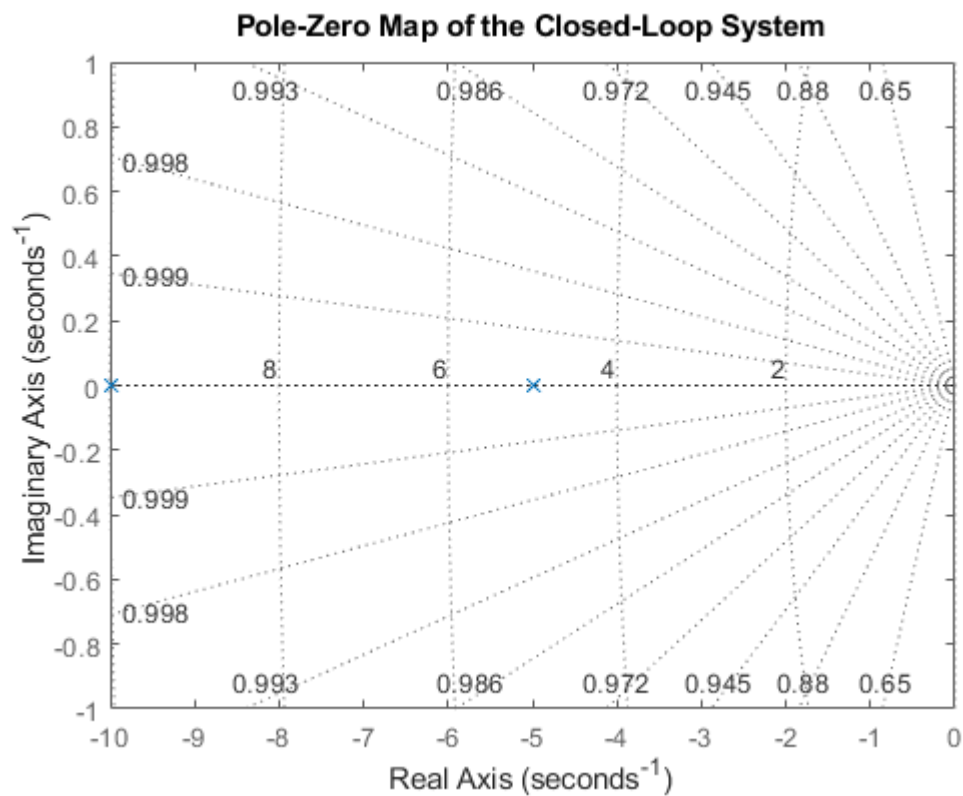 Pole-Zero Map of the Closed-Loop System
1
0.993 0.986 0.972 0.945 0.88 0.65
0.8
0.998
0.6
0.4
0.999
0.2
8 6 4 2
0
-0.2
0.999
-0.4
-0.6
0.998
-0.8
0.993 0.986 0.972 0.945 0.88 0.65
-1
-10 -9 -8 -7 -6 -5 -4 -3 -2 -1 0
Imaginary Axis (seconds-1)
Real Axis (seconds-1)